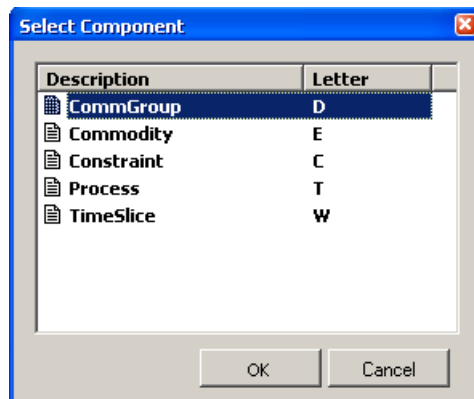 Select Component
Description Letter
CommGroup D
Commodity E
Constraint C
Process T
TimeSlice W
OK Cancel